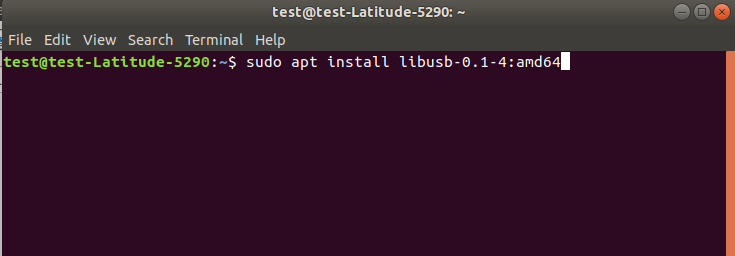 test@test-Latitude-5290: ~
File Edit View Search Terminal Help
test@test-Latitude-5290:~$ sudo apt install libusb-0.1-4:amd64